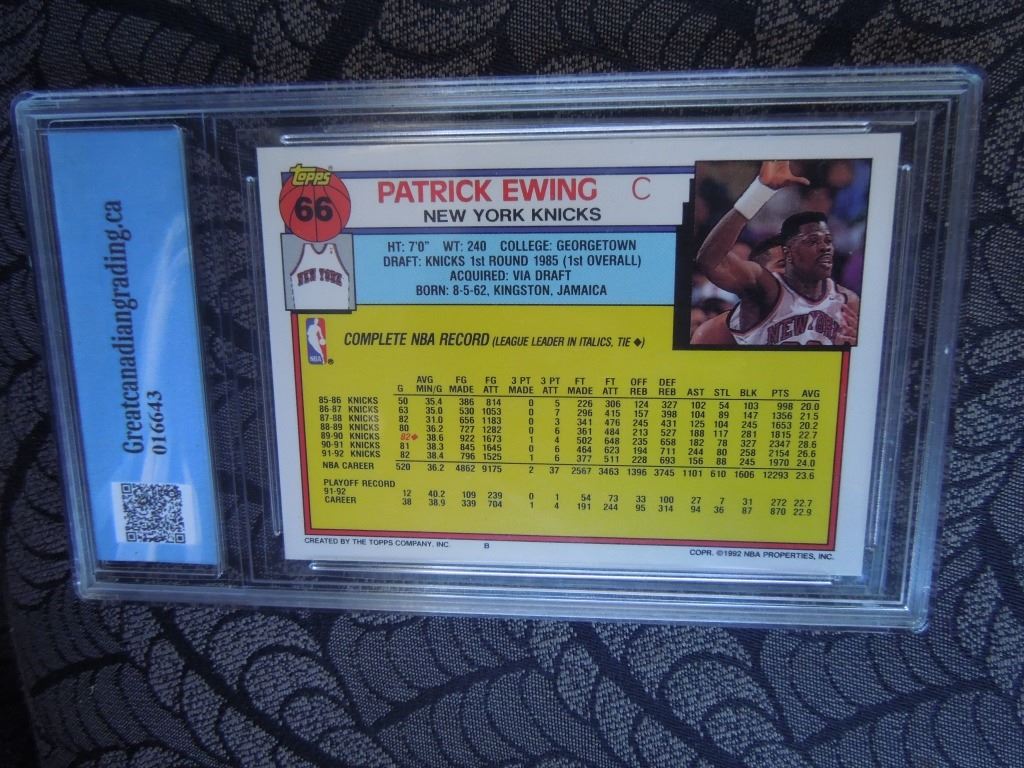 Greatcanadiangrading.ca
016643
TOPPS
66
PATRICK EWING C
NEW YORK KNICKS
NEW YORK
HT: 7'0" WT: 240 COLLEGE: GEORGETOWN
DRAFT: KNICKS 1st ROUND 1985 (1st OVERALL)
ACQUIRED: VIA DRAFT
BORN: 8-5-62, KINGSTON, JAMAICA
NEW YORK
NBA
COMPLETE NBA RECORD (LEAGUE LEADER IN ITALICS, TIE ◆)
G AVG MIN/G FG MADE FG ATT 3 PT MADE 3 PT ATT FT MADE FT ATT OFF REB DEF REB AST STL BLK PTS AVG
85-86 KNICKS 50 35.4 386 814 0 5 226 306 124 327 102 54 103 998 20.0
86-87 KNICKS 63 35.0 530 1053 0 7 296 415 157 398 104 89 147 1356 21.5
87-88 KNICKS 82 31.0 656 1183 0 3 341 476 245 431 125 104 245 1653 20.2
88-89 KNICKS 80 36.2 727 1282 0 6 361 484 213 527 188 117 281 1815 22.7
89-90 KNICKS 82◆ 38.6 922 1673 1 4 502 648 235 658 182 78 327 2347 28.6
90-91 KNICKS 81 38.3 845 1645 0 6 464 623 194 711 244 80 258 2154 26.6
91-92 KNICKS 82 38.4 796 1525 1 6 377 511 228 693 156 88 245 1970 24.0
NBA CAREER 520 36.2 4862 9175 2 37 2567 3463 1396 3745 1101 610 1606 12293 23.6
PLAYOFF RECORD
91-92 12 40.2 109 239 0 1 54 73 33 100 27 7 31 272 22.7
CAREER 38 38.9 339 704 1 4 191 244 95 314 94 36 87 870 22.9
CREATED BY THE TOPPS COMPANY, INC. B COPR. ©1992 NBA PROPERTIES, INC.